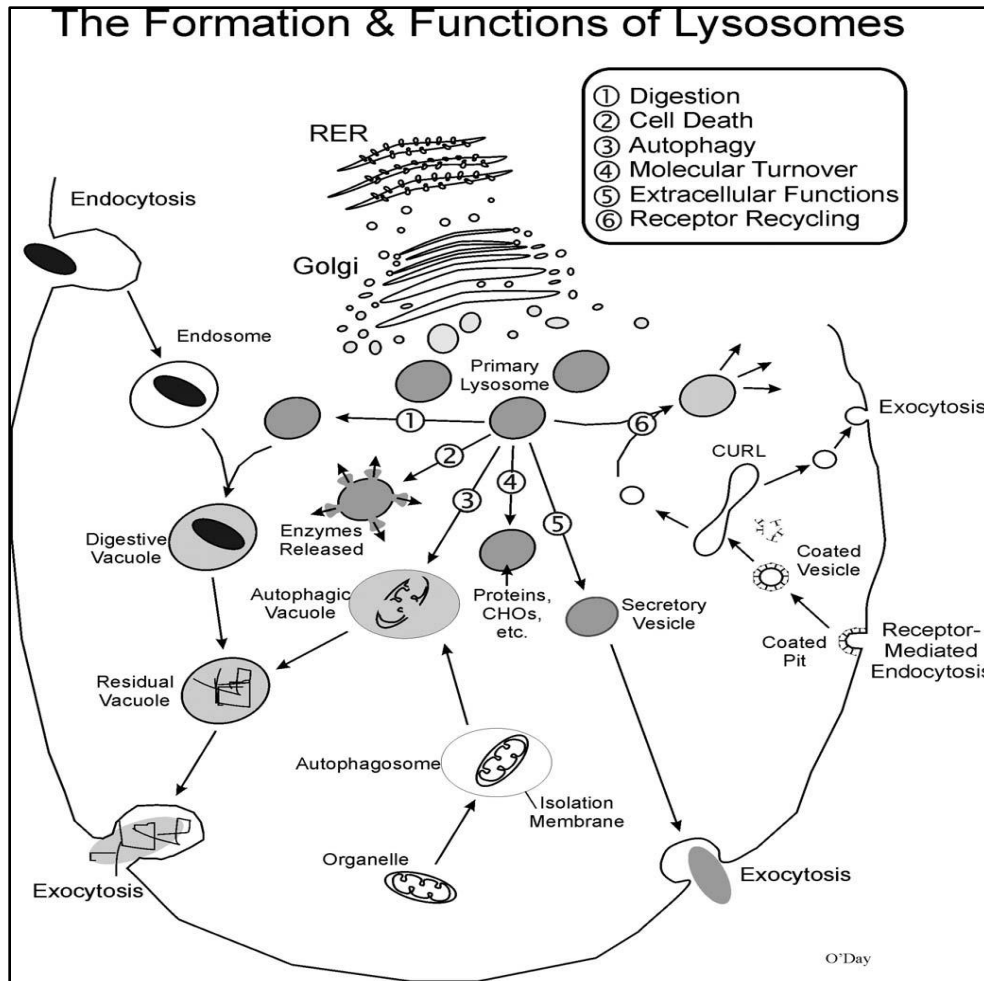 The Formation & Functions of Lysosomes
① Digestion
② Cell Death
③ Autophagy
④ Molecular Turnover
⑤ Extracellular Functions
⑥ Receptor Recycling
RER
Endocytosis
Golgi
Endosome
Primary
Lysosome
Exocytosis
①
⑥
②
CURL
③
④
⑤
Enzymes
Released
Digestive
Vacuole
Coated
Vesicle
Autophagic
Vacuole
Proteins,
CHOs,
etc.
Secretory
Vesicle
Coated
Pit
Receptor-
Mediated
Endocytosis
Residual
Vacuole
Autophagosome
Isolation
Membrane
Organelle
Exocytosis
Exocytosis
O'Day